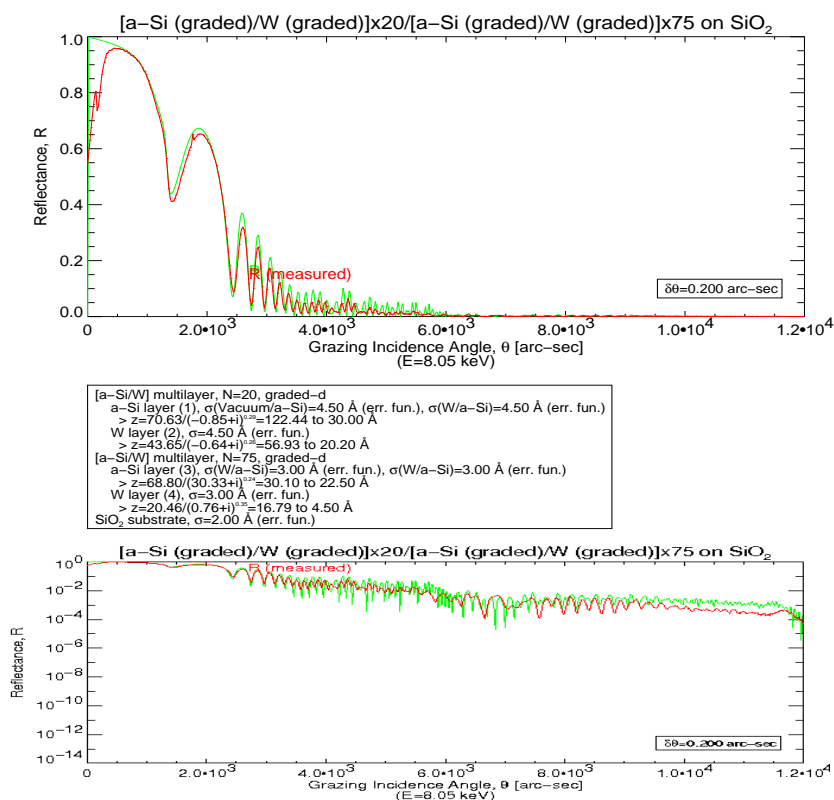 [a−Si (graded)/W (graded)]x20/[a−Si (graded)/W (graded)]x75 on SiO₂
1.0
0.8
0.6
0.4
0.2
0.0
Reflectance, R
R (measured)
δθ=0.200 arc−sec
0 2.0•10³ 4.0•10³ 6.0•10³ 8.0•10³ 1.0•10⁴ 1.2•10⁴
Grazing Incidence Angle, θ [arc−sec]
(E=8.05 keV)
[a−Si/W] multilayer, N=20, graded−d
a−Si layer (1), σ(Vacuum/a−Si)=4.50 Å (err. fun.), σ(W/a−Si)=4.50 Å (err. fun.)
> z=70.63/(−0.85+i)⁰·²⁹=122.44 to 30.00 Å
W layer (2), σ=4.50 Å (err. fun.)
> z=43.65/(−0.64+i)⁰·²⁶=56.93 to 20.20 Å
[a−Si/W] multilayer, N=75, graded−d
a−Si layer (3), σ(W/a−Si)=3.00 Å (err. fun.), σ(W/a−Si)=3.00 Å (err. fun.)
> z=68.80/(30.33+i)⁰·²⁴=30.10 to 22.50 Å
W layer (4), σ=3.00 Å (err. fun.)
> z=20.46/(0.76+i)⁰·³⁵=16.79 to 4.50 Å
SiO₂ substrate, σ=2.00 Å (err. fun.)
[a−Si (graded)/W (graded)]x20/[a−Si (graded)/W (graded)]x75 on SiO₂
10⁰
10⁻²
10⁻⁴
10⁻⁶
10⁻⁸
10⁻¹⁰
10⁻¹²
10⁻¹⁴
Reflectance, R
R (measured)
δθ=0.200 arc−sec
0 2.0•10³ 4.0•10³ 6.0•10³ 8.0•10³ 1.0•10⁴ 1.2•10⁴
Grazing Incidence Angle, θ [arc−sec]
(E=8.05 keV)